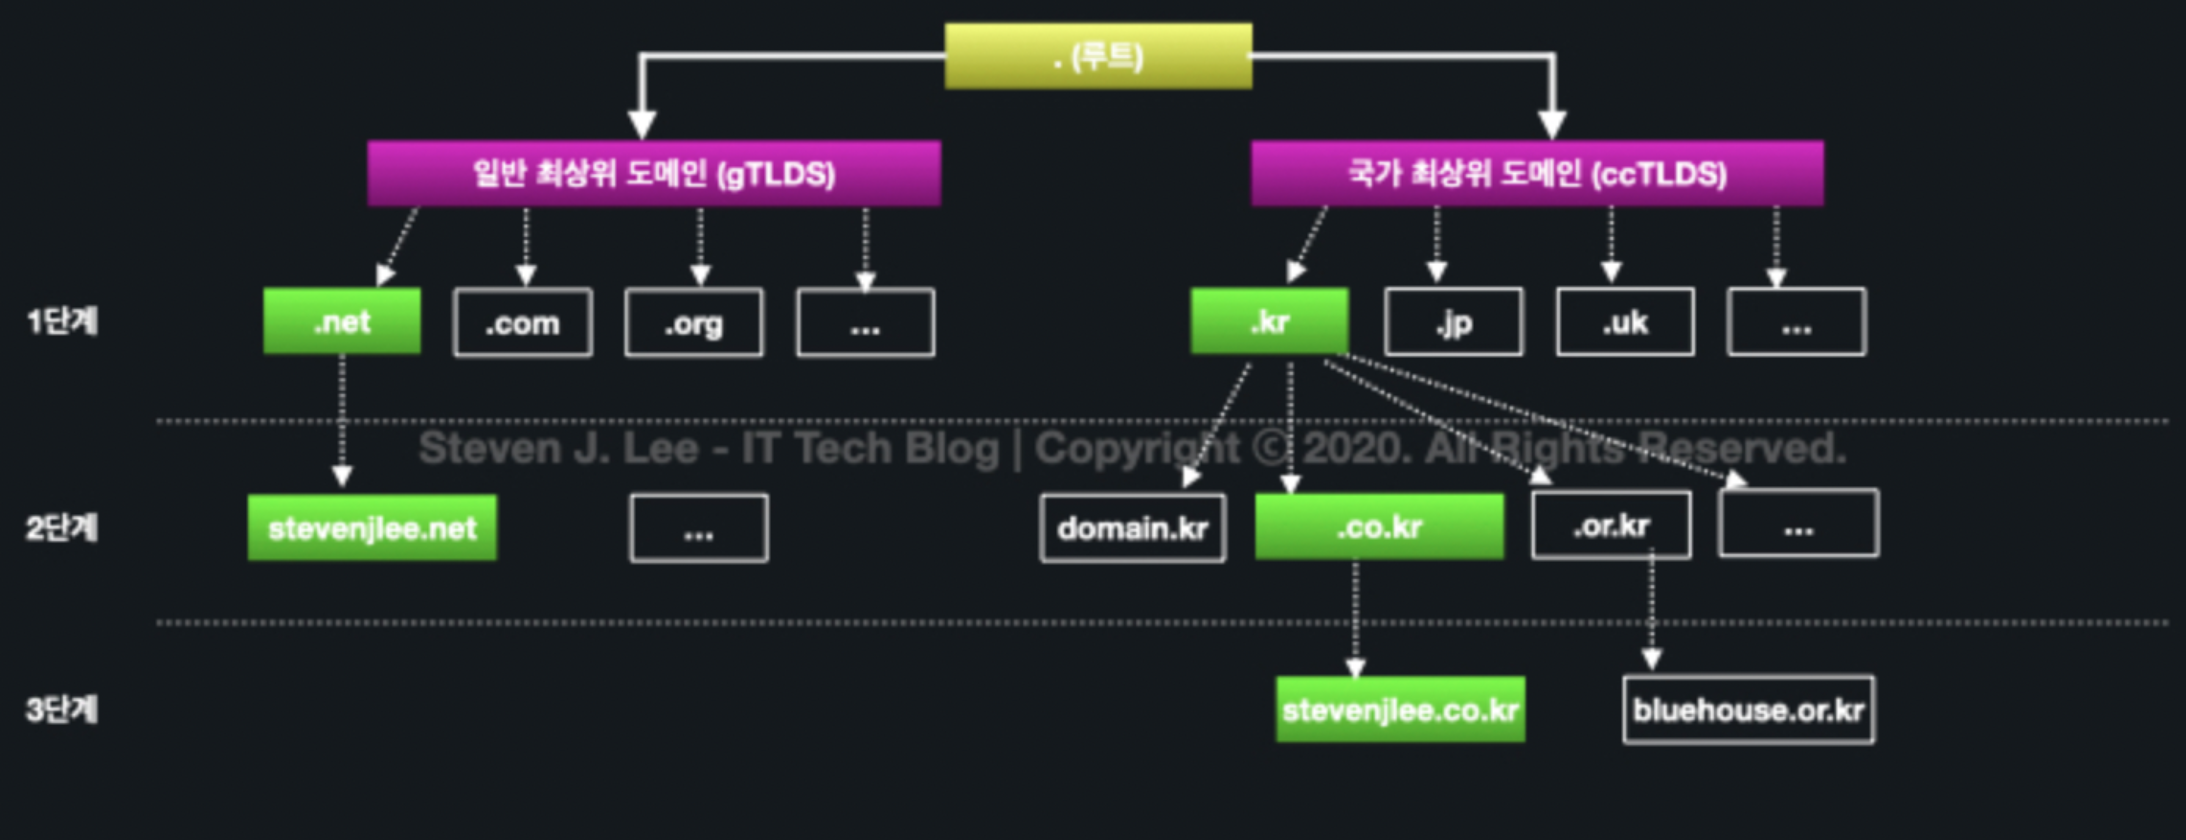 . (루트)
일반 최상위 도메인 (gTLDS)
국가 최상위 도메인 (ccTLDS)
1단계
.net
.com
.org
...
.kr
.jp
.uk
...
Steven J. Lee - IT Tech Blog | Copyright © 2020. All Rights Reserved.
2단계
stevenjlee.net
...
domain.kr
.co.kr
.or.kr
...
3단계
stevenjlee.co.kr
bluehouse.or.kr